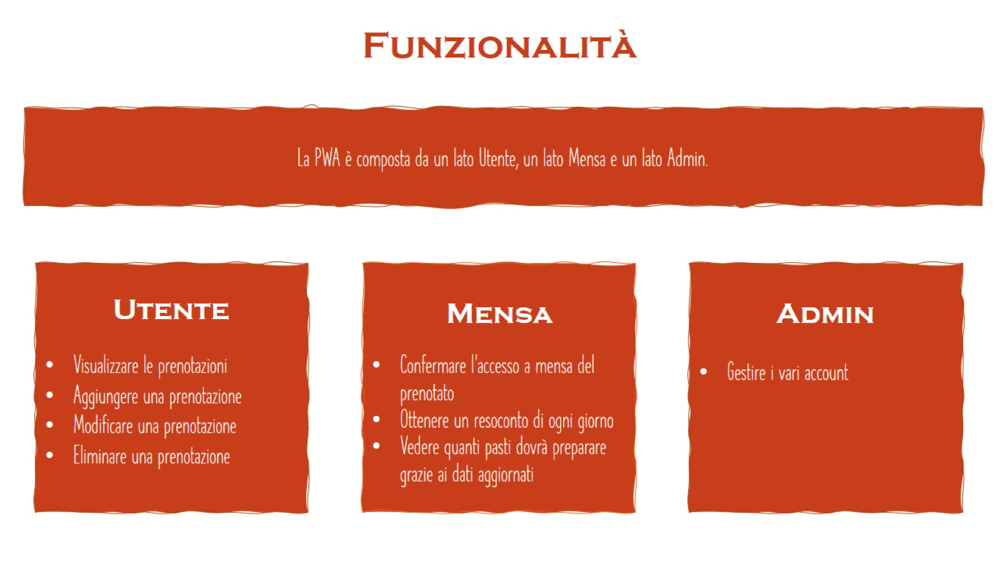 Funzionalità
La PWA è composta da un lato Utente, un lato Mensa e un lato Admin.
Utente
• Visualizzare le prenotazioni
• Aggiungere una prenotazione
• Modificare una prenotazione
• Eliminare una prenotazione
Mensa
• Confermare l'accesso a mensa del
prenotato
• Ottenere un resoconto di ogni giorno
• Vedere quanti pasti dovrà preparare
grazie ai dati aggiornati
Admin
• Gestire i vari account